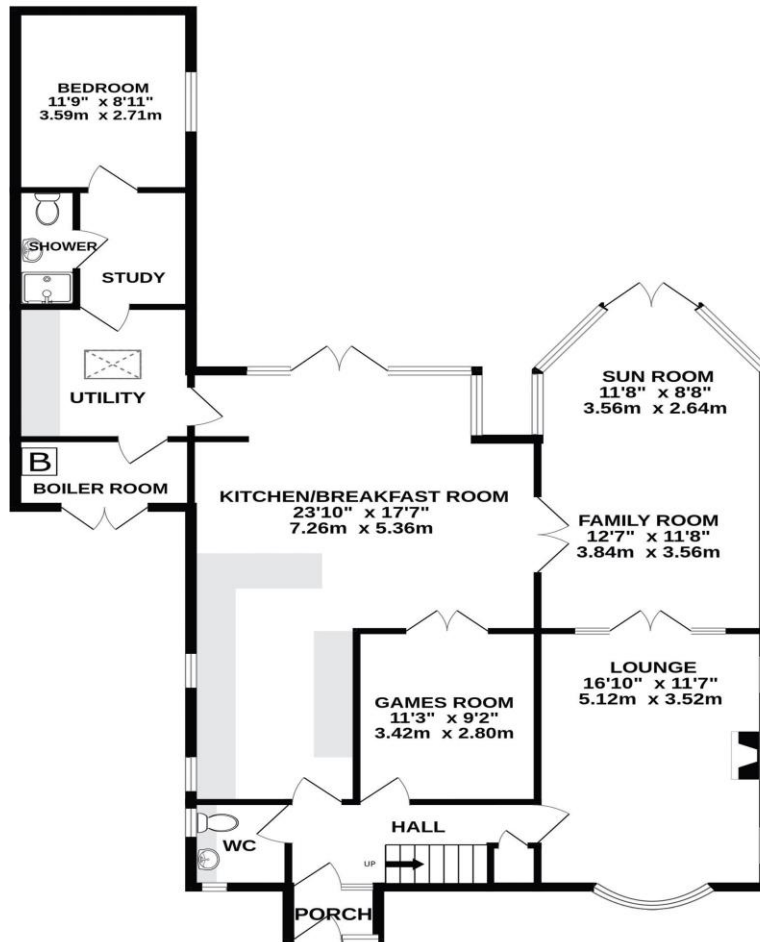 BEDROOM
11'9" x 8'11"
3.59m x 2.71m
SHOWER
STUDY
UTILITY
B
BOILER ROOM
SUN ROOM
11'8" x 8'8"
3.56m x 2.64m
KITCHEN/BREAKFAST ROOM
23'10" x 17'7"
7.26m x 5.36m
FAMILY ROOM
12'7" x 11'8"
3.84m x 3.56m
LOUNGE
16'10" x 11'7"
5.12m x 3.52m
GAMES ROOM
11'3" x 9'2"
3.42m x 2.80m
HALL
WC
UP
PORCH